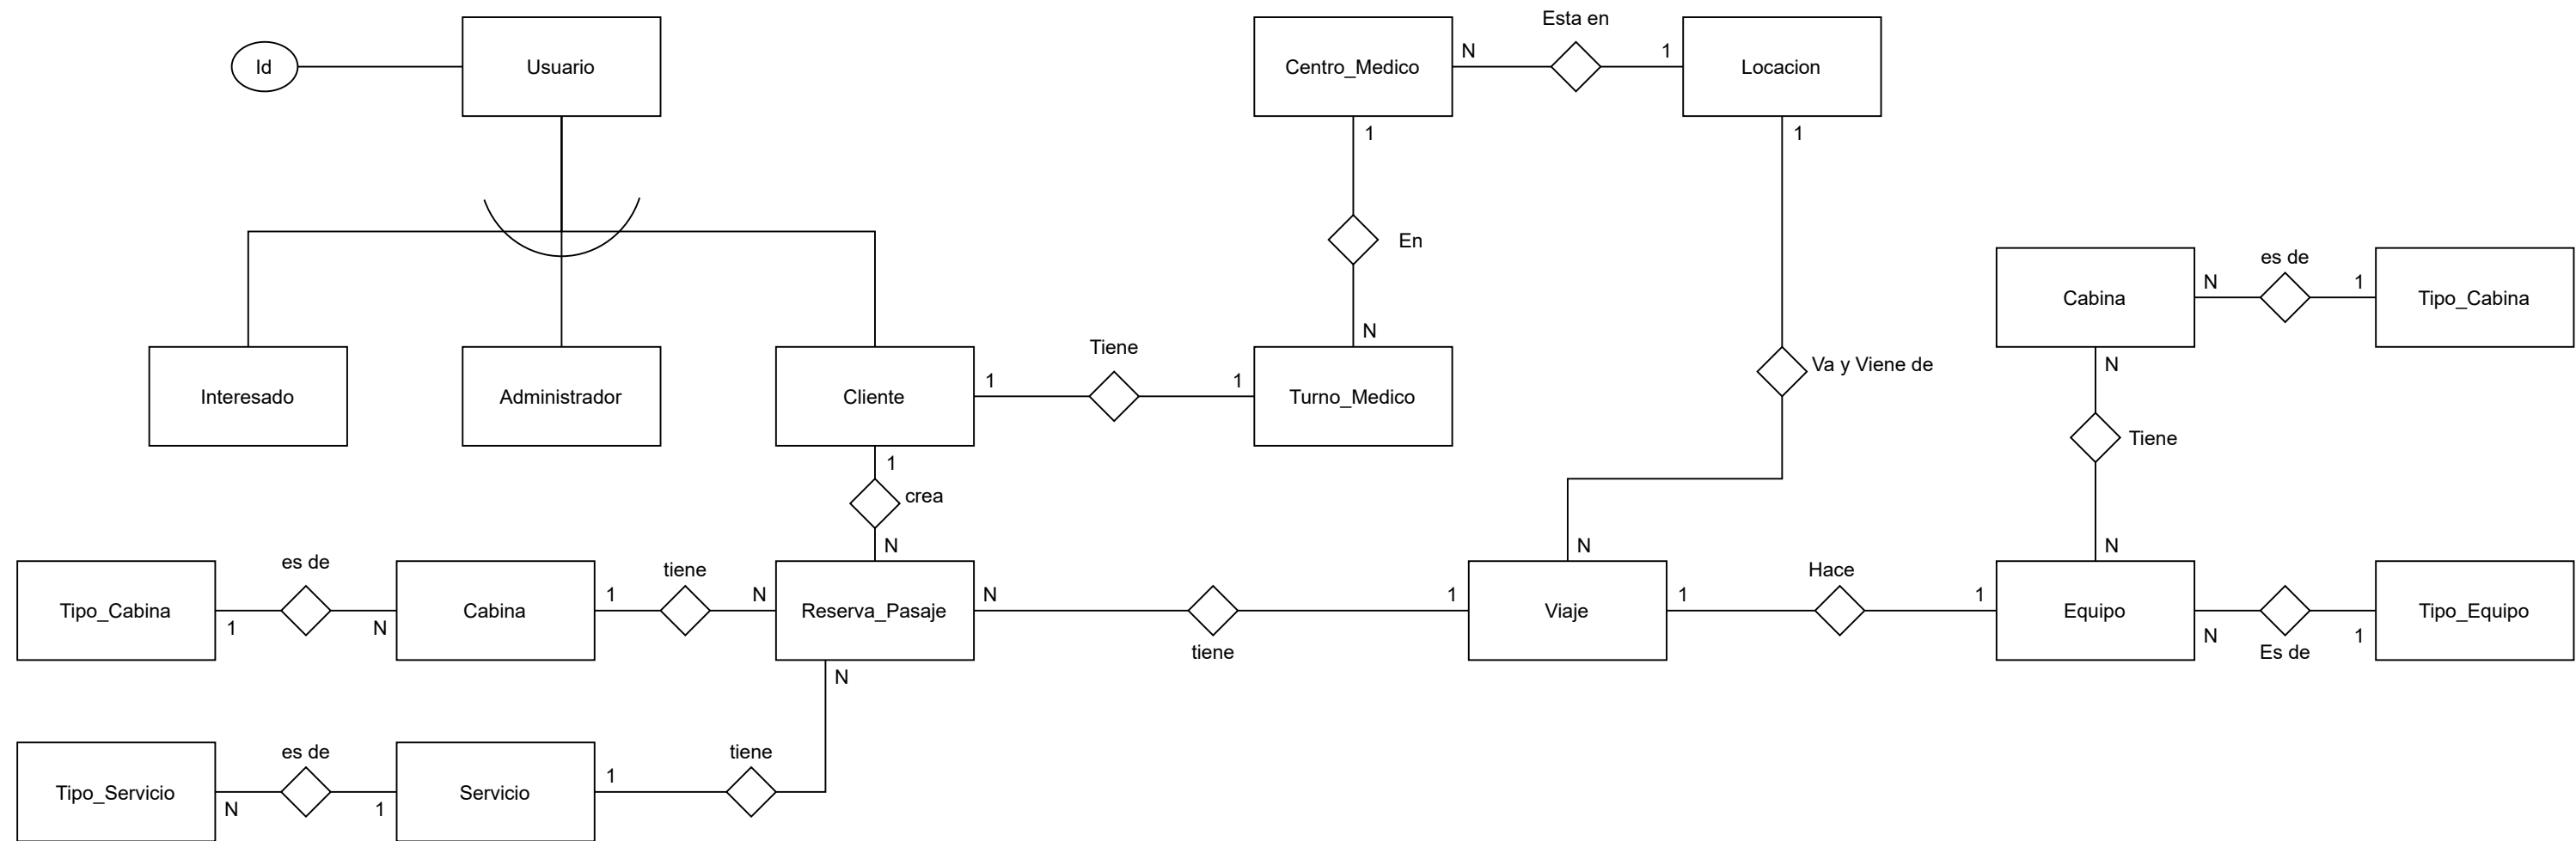 Esta en
Id
Usuario
Centro_Medico
N
1
Locacion
1
1
En
es de
Cabina
N
1
Tipo_Cabina
N
Tiene
Va y Viene de
N
Interesado
Administrador
Cliente
1
1
Turno_Medico
Tiene
1
crea
N
N
N
es de
tiene
Hace
Tipo_Cabina
1
N
Cabina
1
N
Reserva_Pasaje
N
1
Viaje
1
1
Equipo
N
1
Tipo_Equipo
tiene
Es de
N
es de
tiene
Tipo_Servicio
N
1
Servicio
1
Tiene